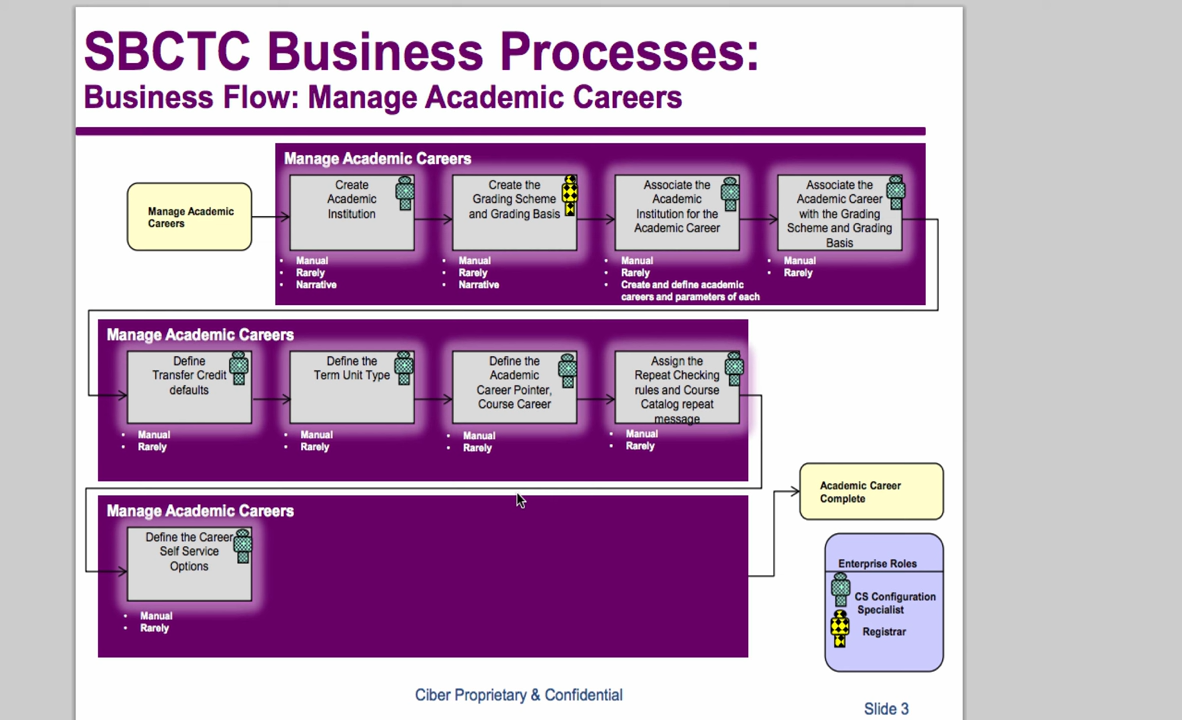 SBCTC Business Processes:
Business Flow: Manage Academic Careers
Manage Academic
Careers
Manage Academic Careers
Create
Academic
Institution
• Manual
• Rarely
• Narrative
Create the
Grading Scheme
and Grading Basis
• Manual
• Rarely
• Narrative
Associate the
Academic
Institution for the
Academic Career
• Manual
• Rarely
• Create and define academic
careers and parameters of each
Associate the
Academic Career
with the Grading
Scheme and Grading
Basis
• Manual
• Rarely
Manage Academic Careers
Define
Transfer Credit
defaults
• Manual
• Rarely
Define the
Term Unit Type
• Manual
• Rarely
Define the
Academic
Career Pointer,
Course Career
• Manual
• Rarely
Assign the
Repeat Checking
rules and Course
Catalog repeat
message
• Manual
• Rarely
Manage Academic Careers
Define the Career
Self Service
Options
• Manual
• Rarely
Academic Career
Complete
Enterprise Roles
CS Configuration
Specialist
Registrar
Ciber Proprietary & Confidential
Slide 3